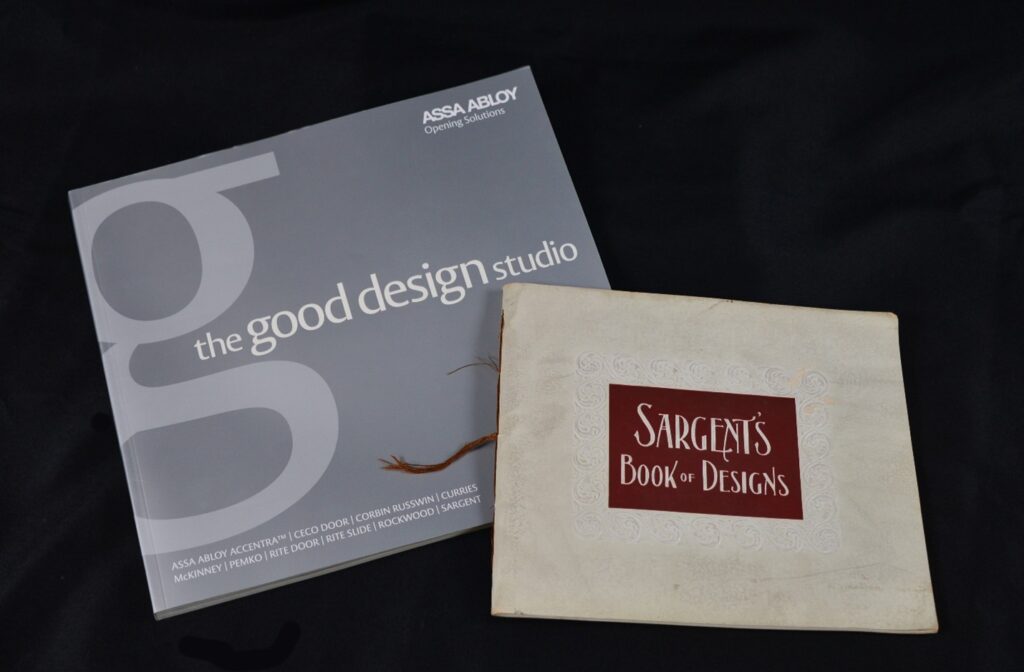 ASSA ABLOY
Opening Solutions
g
the good design studio
ASSA ABLOY ACCENTRA™ | CECO DOOR | CORBIN RUSSWIN | CURRIES
McKINNEY | PEMKO | RITE DOOR | RITE SLIDE | ROCKWOOD | SARGENT
SARGENT'S
BOOK OF DESIGNS